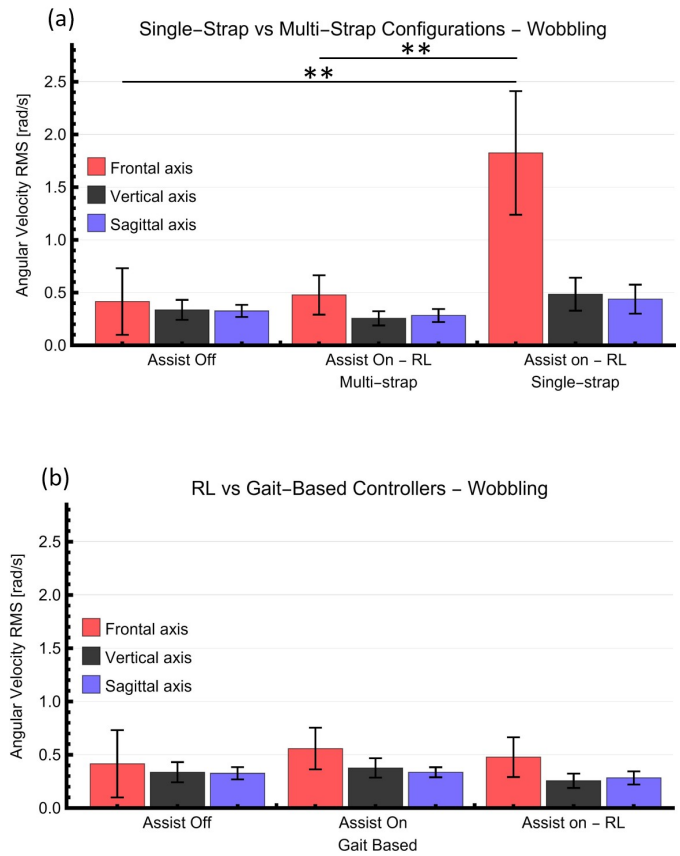 (a)
Single−Strap vs Multi−Strap Configurations − Wobbling
**
**
Angular Velocity RMS [rad/s]
2.5
2.0
1.5
1.0
0.5
0.0
Frontal axis
Vertical axis
Sagittal axis
Assist Off
Assist On − RL
Multi−strap
Assist on − RL
Single−strap
(b)
RL vs Gait−Based Controllers − Wobbling
Angular Velocity RMS [rad/s]
2.5
2.0
1.5
1.0
0.5
0.0
Frontal axis
Vertical axis
Sagittal axis
Assist Off
Assist On
Gait Based
Assist on − RL